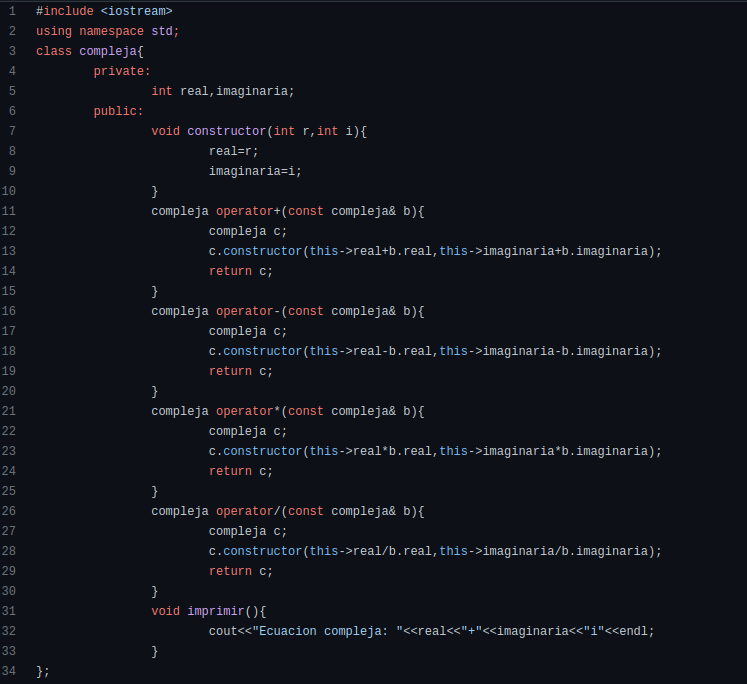 1 #include <iostream>
2 using namespace std;
3 class compleja{
4 private:
5 int real,imaginaria;
6 public:
7 void constructor(int r,int i){
8 real=r;
9 imaginaria=i;
10 }
11 compleja operator+(const compleja& b){
12 compleja c;
13 c.constructor(this->real+b.real,this->imaginaria+b.imaginaria);
14 return c;
15 }
16 compleja operator-(const compleja& b){
17 compleja c;
18 c.constructor(this->real-b.real,this->imaginaria-b.imaginaria);
19 return c;
20 }
21 compleja operator*(const compleja& b){
22 compleja c;
23 c.constructor(this->real*b.real,this->imaginaria*b.imaginaria);
24 return c;
25 }
26 compleja operator/(const compleja& b){
27 compleja c;
28 c.constructor(this->real/b.real,this->imaginaria/b.imaginaria);
29 return c;
30 }
31 void imprimir(){
32 cout<<"Ecuacion compleja: "<<real<<"+"<<imaginaria<<"i"<<endl;
33 }
34 };